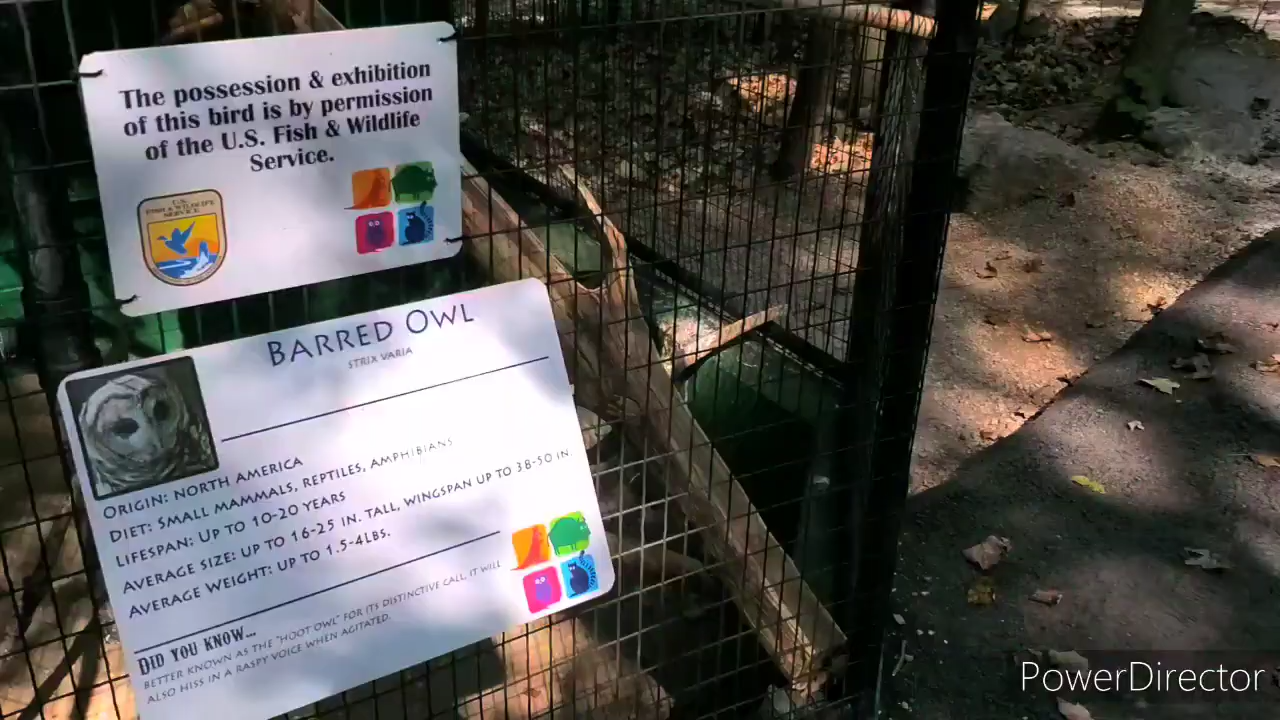 The possession & exhibition
of this bird is by permission
of the U.S. Fish & Wildlife
Service.
U.S.
FISH & WILDLIFE
SERVICE
BARRED OWL
STRIX VARIA
ORIGIN: NORTH AMERICA
DIET: SMALL MAMMALS, REPTILES, AMPHIBIANS
LIFESPAN: UP TO 10-20 YEARS
AVERAGE SIZE: UP TO 16-25 IN. TALL, WINGSPAN UP TO 38-50 IN.
AVERAGE WEIGHT: UP TO 1.5-4LBS.
DID YOU KNOW...
BETTER KNOWN AS THE "HOOT OWL" FOR ITS DISTINCTIVE CALL, IT WILL
ALSO HISS IN A RASPY VOICE WHEN AGITATED.
PowerDirector